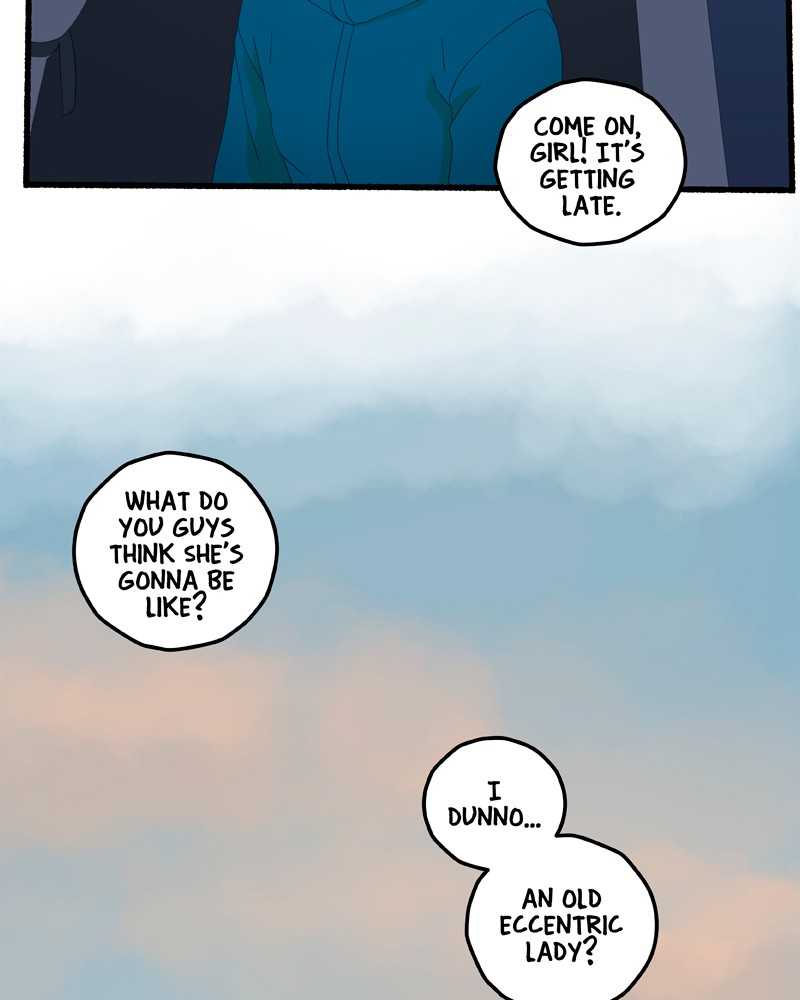 COME ON,
GIRL! IT'S
GETTING
LATE.
WHAT DO
YOU GUYS
THINK SHE'S
GONNA BE
LIKE?
I
DUNNO...
AN OLD
ECCENTRIC
LADY?